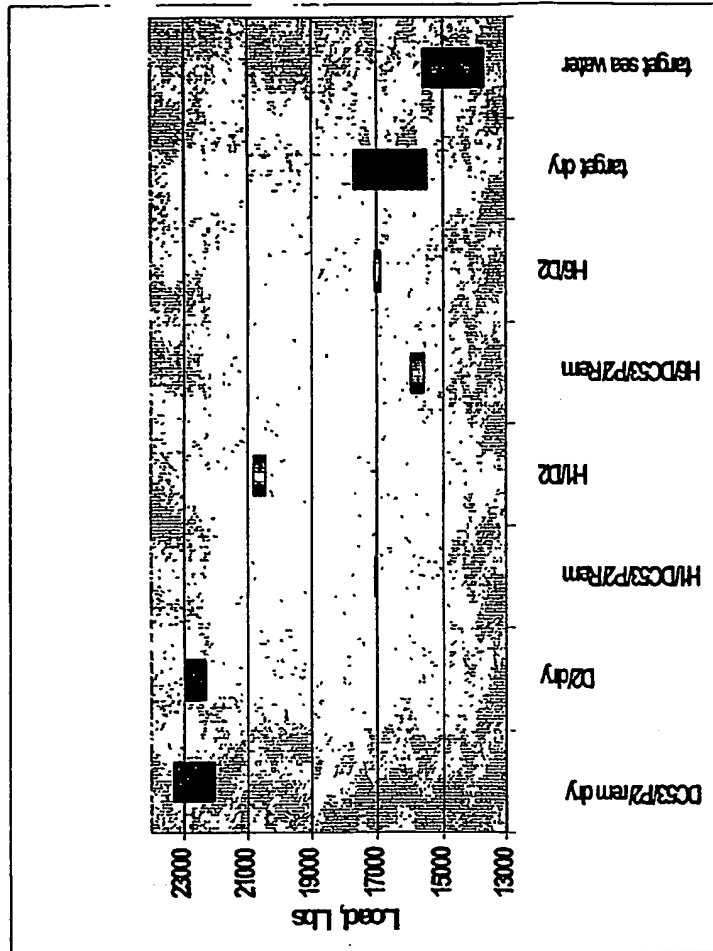 Load, Lbs
23000
21000
19000
17000
15000
13000
DC53/P2/rem dry
D2/dry
H1/DC53/P2/Rem
H1/D2
H6/DC53/P2/Rem
H6/D2
target dry
target sea water